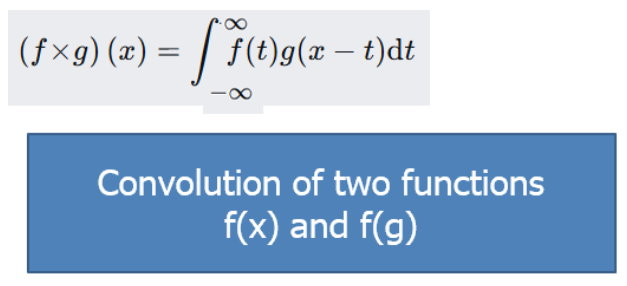 (f×g) (x) = ∫_{-∞}^{∞} f(t)g(x − t)dt
Convolution of two functions
f(x) and f(g)